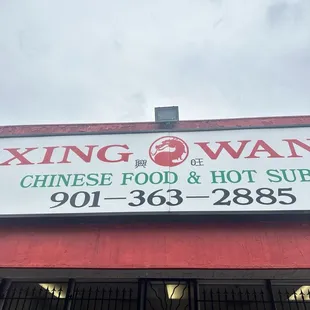 XING 興 旺 WAN
CHINESE FOOD & HOT SUB
901-363-2885